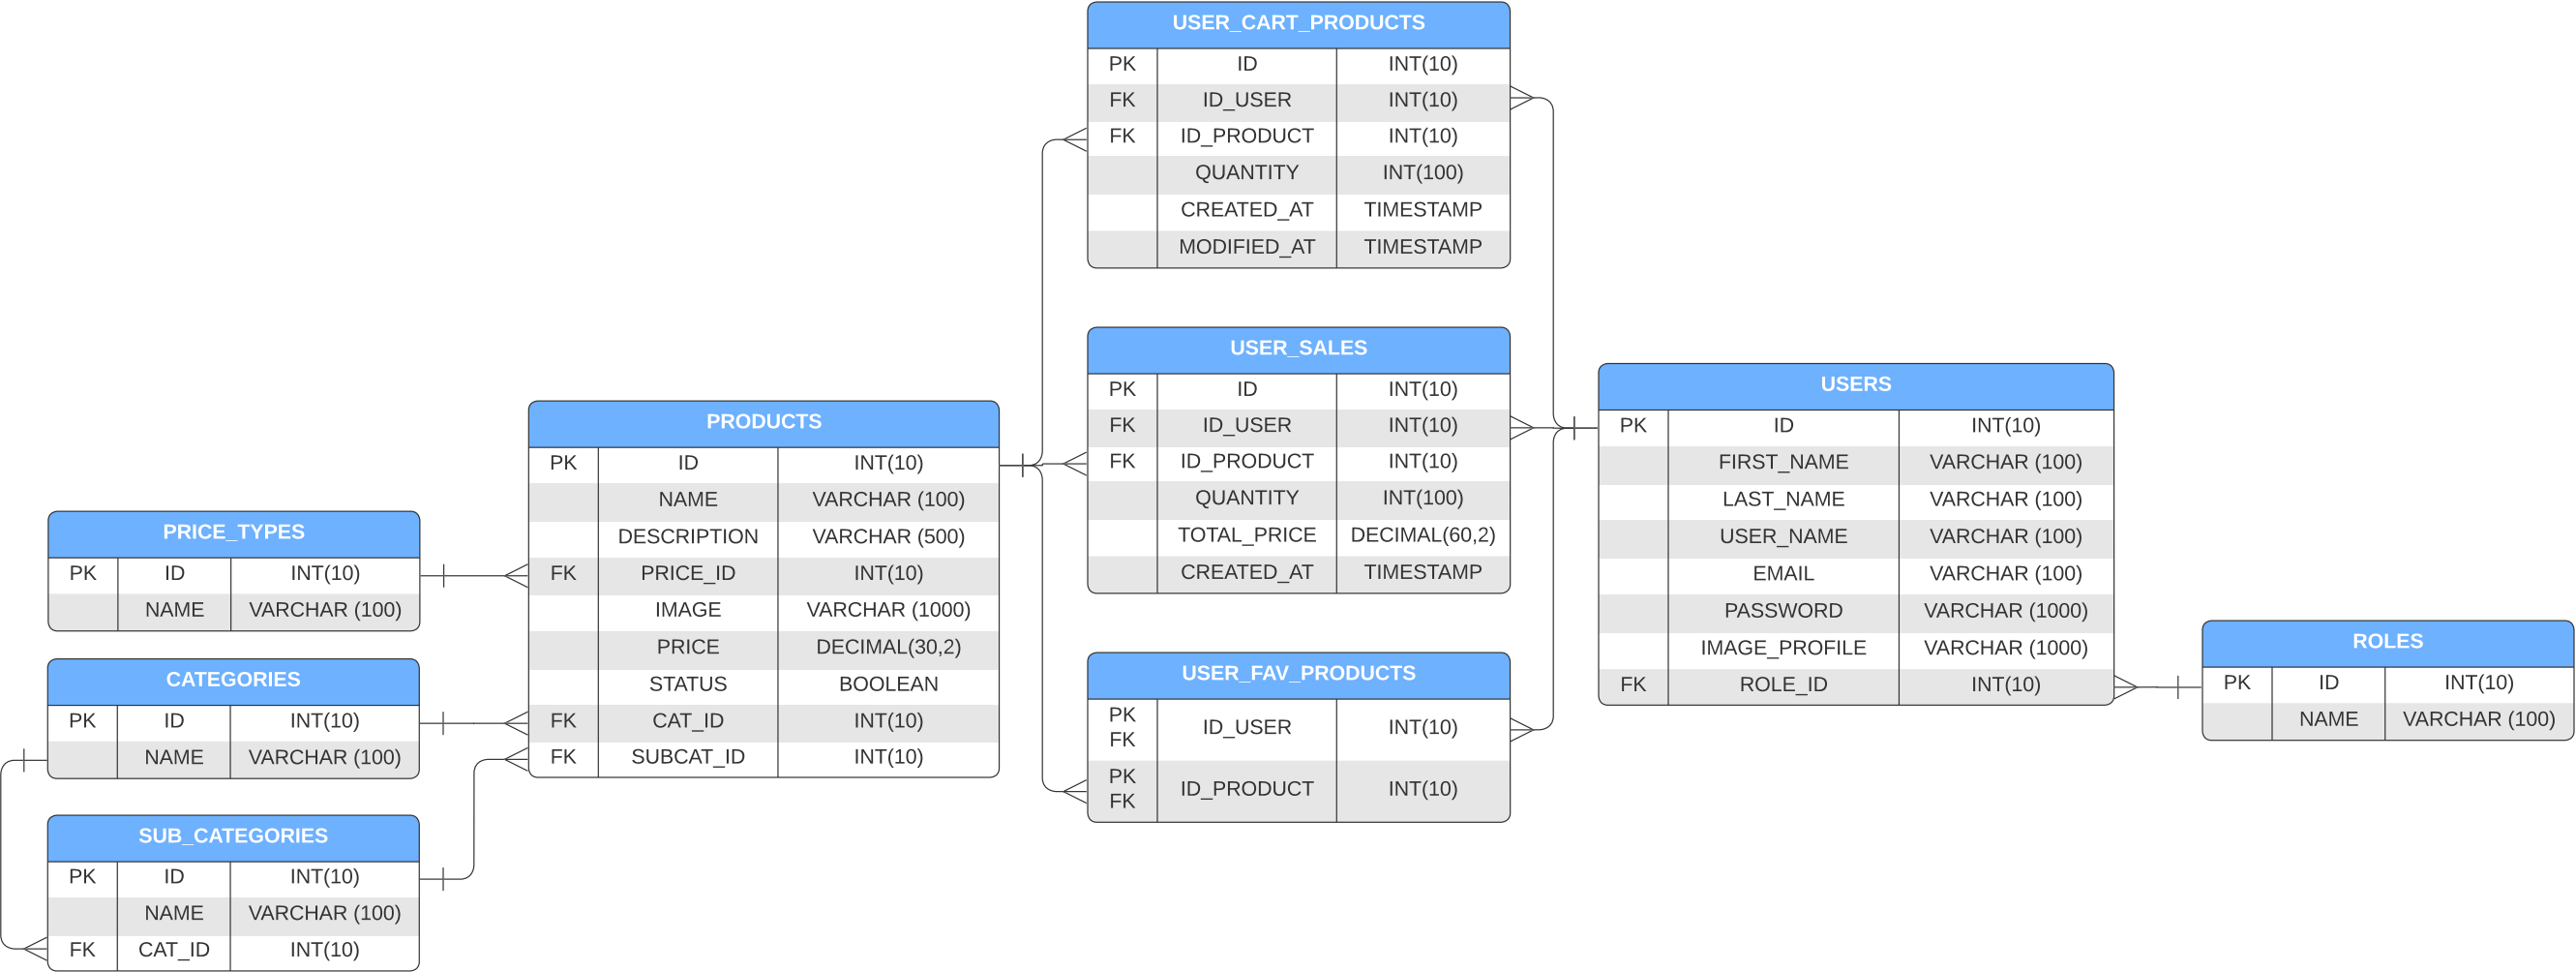 USER_CART_PRODUCTS
PK ID INT(10)
FK ID_USER INT(10)
FK ID_PRODUCT INT(10)
QUANTITY INT(100)
CREATED_AT TIMESTAMP
MODIFIED_AT TIMESTAMP
USER_SALES
PK ID INT(10)
FK ID_USER INT(10)
FK ID_PRODUCT INT(10)
QUANTITY INT(100)
TOTAL_PRICE DECIMAL(60,2)
CREATED_AT TIMESTAMP
USERS
PK ID INT(10)
FIRST_NAME VARCHAR (100)
LAST_NAME VARCHAR (100)
USER_NAME VARCHAR (100)
EMAIL VARCHAR (100)
PASSWORD VARCHAR (1000)
IMAGE_PROFILE VARCHAR (1000)
FK ROLE_ID INT(10)
PRODUCTS
PK ID INT(10)
NAME VARCHAR (100)
DESCRIPTION VARCHAR (500)
FK PRICE_ID INT(10)
IMAGE VARCHAR (1000)
PRICE DECIMAL(30,2)
STATUS BOOLEAN
FK CAT_ID INT(10)
FK SUBCAT_ID INT(10)
PRICE_TYPES
PK ID INT(10)
NAME VARCHAR (100)
CATEGORIES
PK ID INT(10)
NAME VARCHAR (100)
SUB_CATEGORIES
PK ID INT(10)
NAME VARCHAR (100)
FK CAT_ID INT(10)
USER_FAV_PRODUCTS
PK
FK ID_USER INT(10)
PK
FK ID_PRODUCT INT(10)
ROLES
PK ID INT(10)
NAME VARCHAR (100)